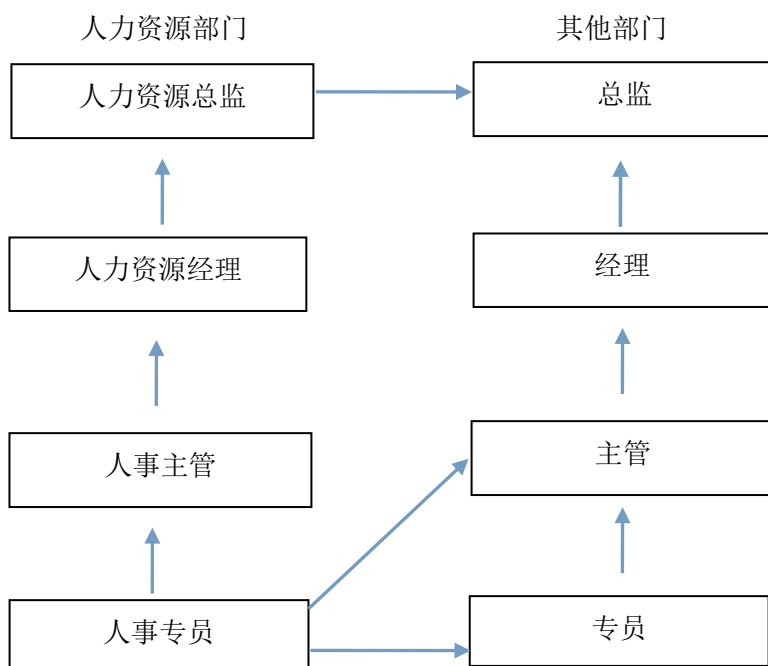 人力资源部门
其他部门
人力资源总监
总监
人力资源经理
经理
人事主管
主管
人事专员
专员